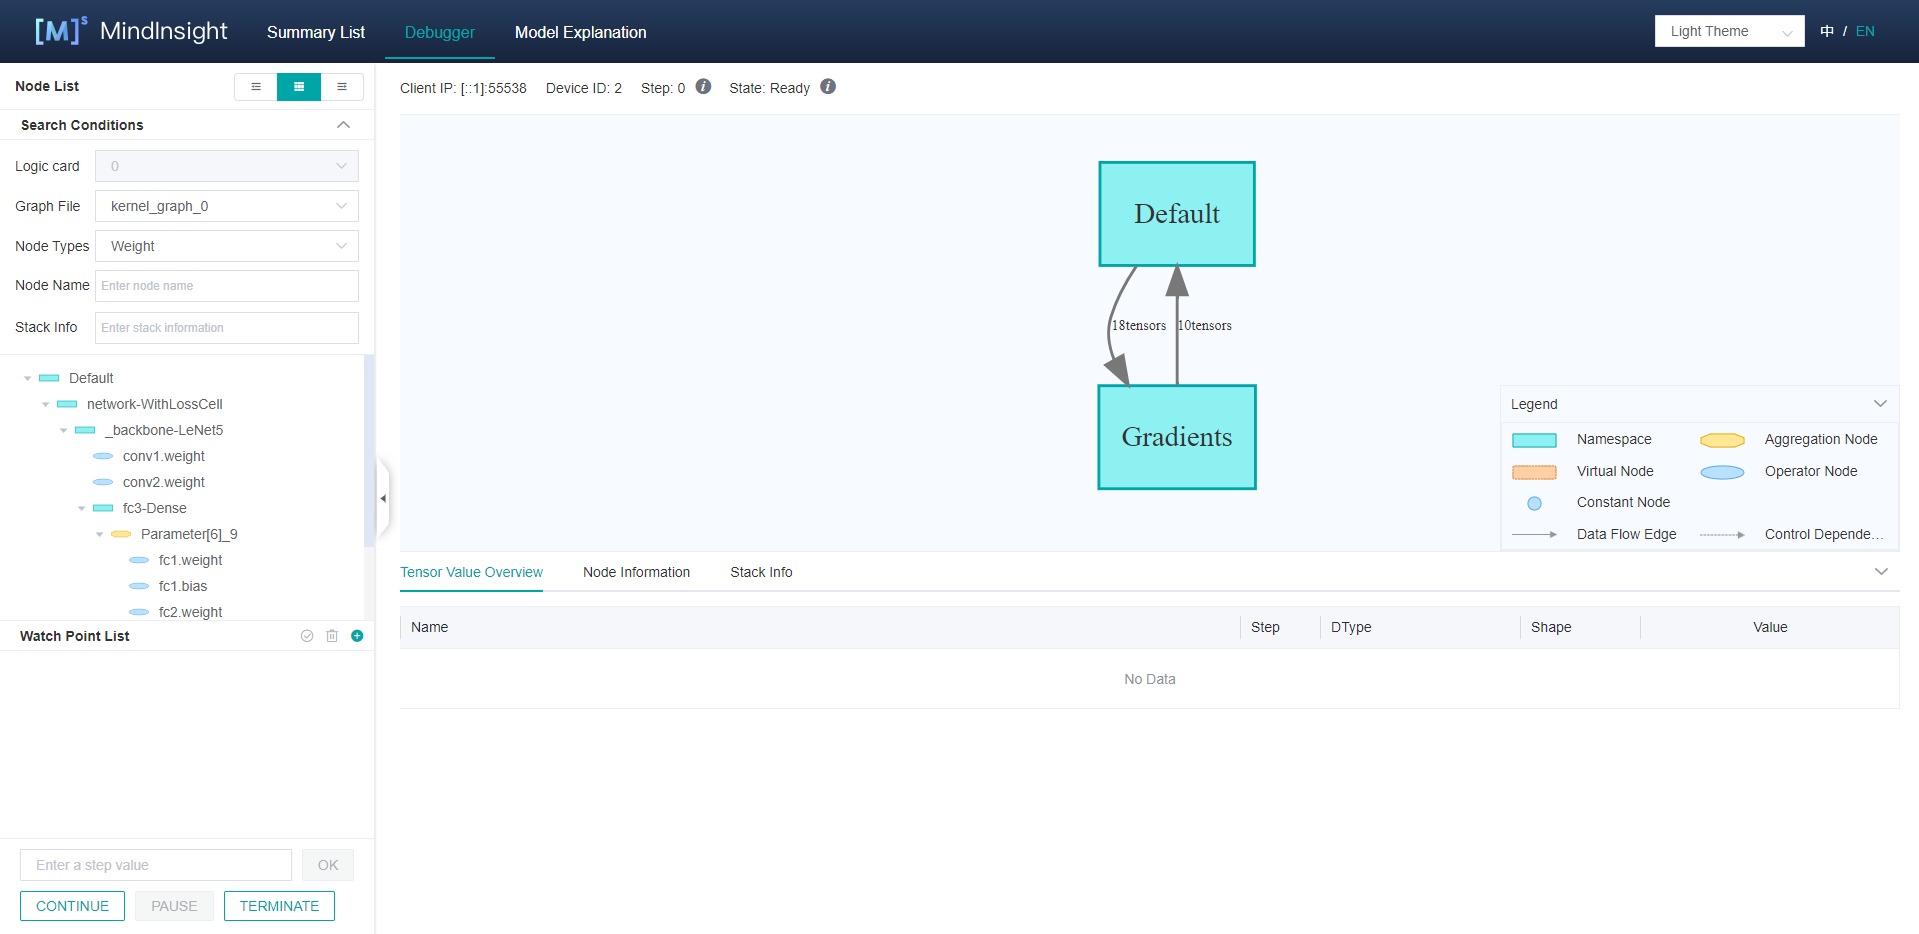 [M]s MindInsight Summary List Debugger Model Explanation Light Theme 中 / EN
Node List
Client IP: [::1]:55538 Device ID: 2 Step: 0 i State: Ready i
Search Conditions
Logic card 0
Graph File kernel_graph_0
Node Types Weight
Node Name Enter node name
Stack Info Enter stack information
Default
network-WithLossCell
_backbone-LeNet5
conv1.weight
conv2.weight
fc3-Dense
Parameter[6]_9
fc1.weight
fc1.bias
fc2.weight
Watch Point List
Enter a step value OK
CONTINUE PAUSE TERMINATE
Default
18tensors 10tensors
Gradients
Legend
Namespace Aggregation Node
Virtual Node Operator Node
Constant Node
Data Flow Edge Control Depende...
Tensor Value Overview Node Information Stack Info
Name Step DType Shape Value
No Data